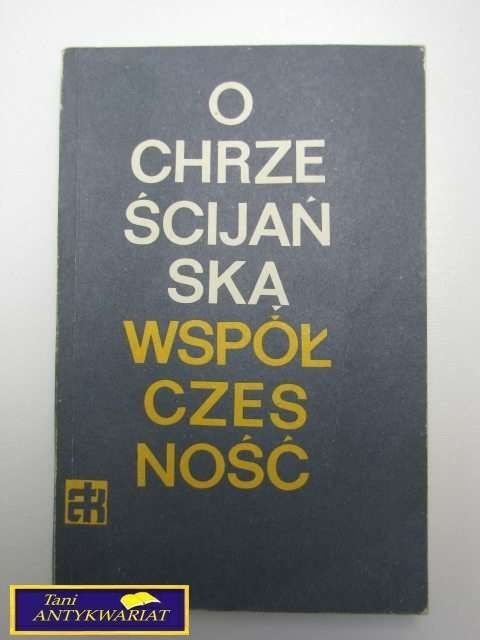 O
CHRZE
ŚCIJAŃ
SKĄ
WSPÓŁ
CZES
NOŚĆ
Tani
ANTYKWARIAT